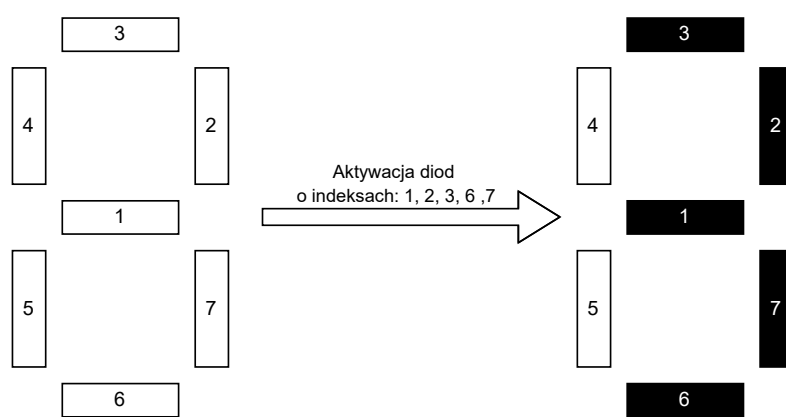 3 3
4 2 4 2
Aktywacja diod
o indeksach: 1, 2, 3, 6 ,7
1 1
5 7 5 7
6 6